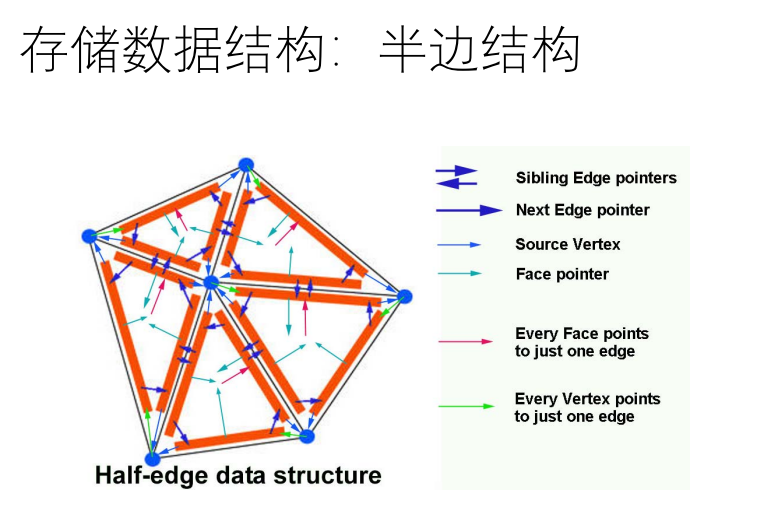 存储数据结构：半边结构
Sibling Edge pointers
Next Edge pointer
Source Vertex
Face pointer
Every Face points
to just one edge
Every Vertex points
to just one edge
Half-edge data structure